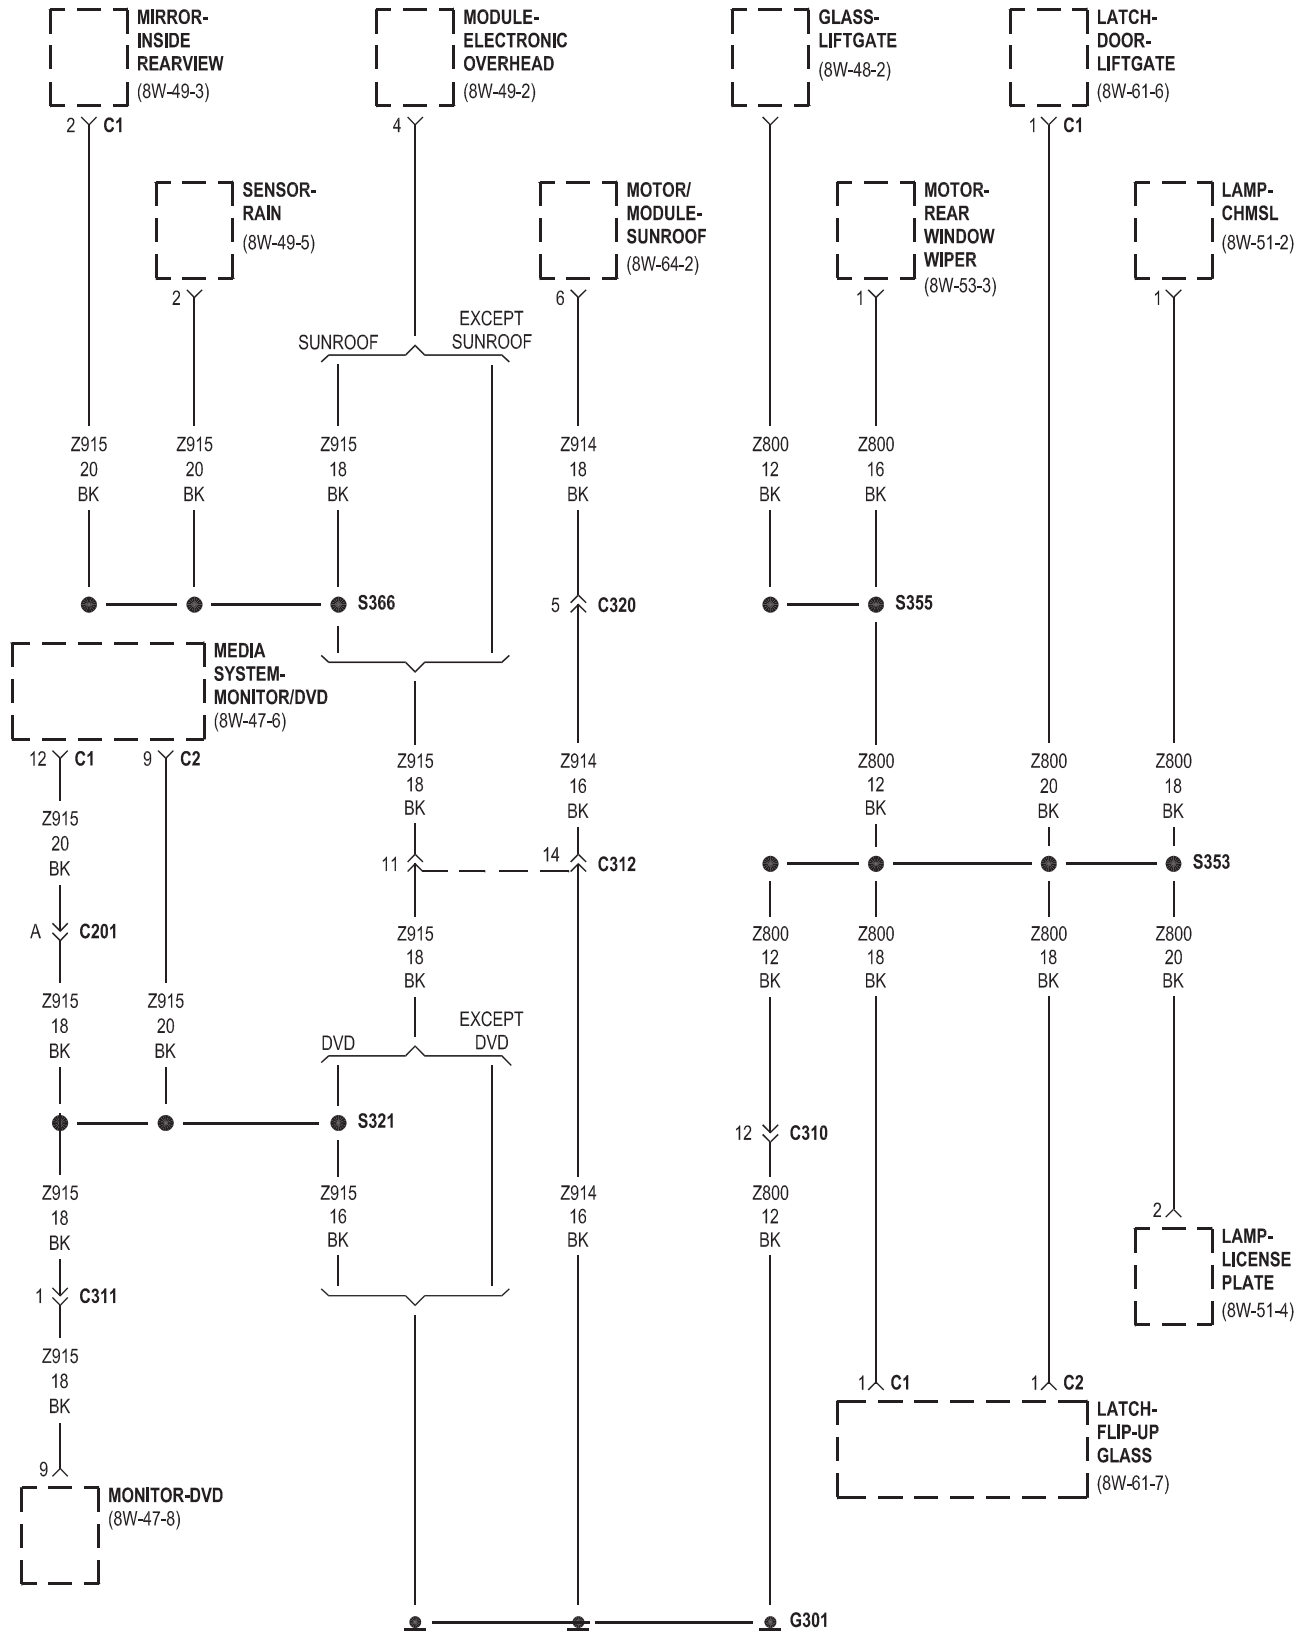 MIRROR-
INSIDE
REARVIEW
(8W-49-3)
2
C1
MODULE-
ELECTRONIC
OVERHEAD
(8W-49-2)
4
GLASS-
LIFTGATE
(8W-48-2)
LATCH-
DOOR-
LIFTGATE
(8W-61-6)
1
C1
SENSOR-
RAIN
(8W-49-5)
2
MOTOR/
MODULE-
SUNROOF
(8W-64-2)
6
MOTOR-
REAR
WINDOW
WIPER
(8W-53-3)
1
LAMP-
CHMSL
(8W-51-2)
1
SUNROOF
EXCEPT
SUNROOF
Z915
20
BK
Z915
20
BK
Z915
18
BK
Z914
18
BK
Z800
12
BK
Z800
16
BK
S366
5
C320
S355
MEDIA
SYSTEM-
MONITOR/DVD
(8W-47-6)
12
C1
9
C2
Z915
20
BK
Z915
18
BK
Z914
16
BK
Z800
12
BK
Z800
20
BK
Z800
18
BK
11
14
C312
S353
A
C201
Z915
18
BK
Z800
12
BK
Z800
18
BK
Z800
18
BK
Z800
20
BK
Z915
18
BK
Z915
20
BK
DVD
EXCEPT
DVD
S321
12
C310
Z915
18
BK
Z915
16
BK
Z914
16
BK
Z800
12
BK
2
LAMP-
LICENSE
PLATE
(8W-51-4)
1
C311
Z915
18
BK
1
C1
1
C2
LATCH-
FLIP-UP
GLASS
(8W-61-7)
9
MONITOR-DVD
(8W-47-8)
G301